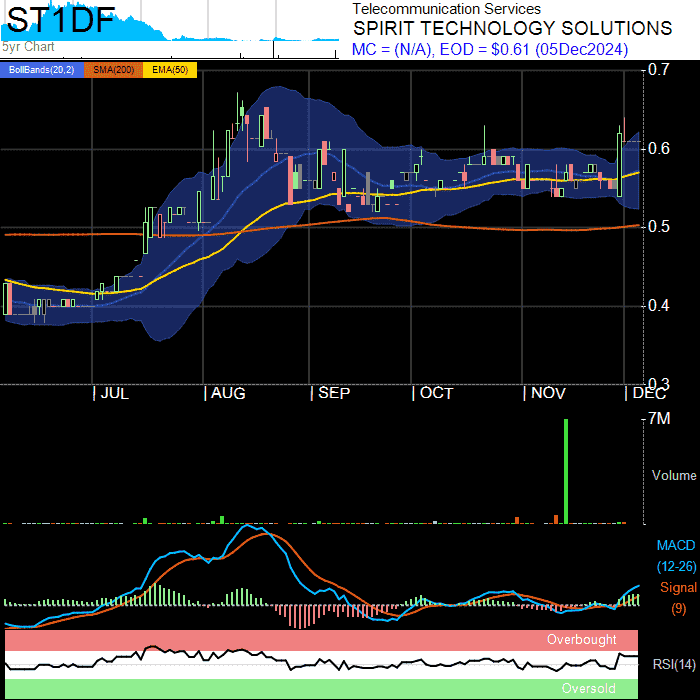 ST1DF
5yr Chart
Telecommunication Services
SPIRIT TECHNOLOGY SOLUTIONS
MC = (N/A), EOD = $0.61 (05Dec2024)
BollBands(20,2) SMA(200) EMA(50)
0.7
0.6
0.5
0.4
0.3
JUL AUG SEP OCT NOV DEC
7M
Volume
MACD
(12-26)
Signal
(9)
Overbought
RSI(14)
Oversold